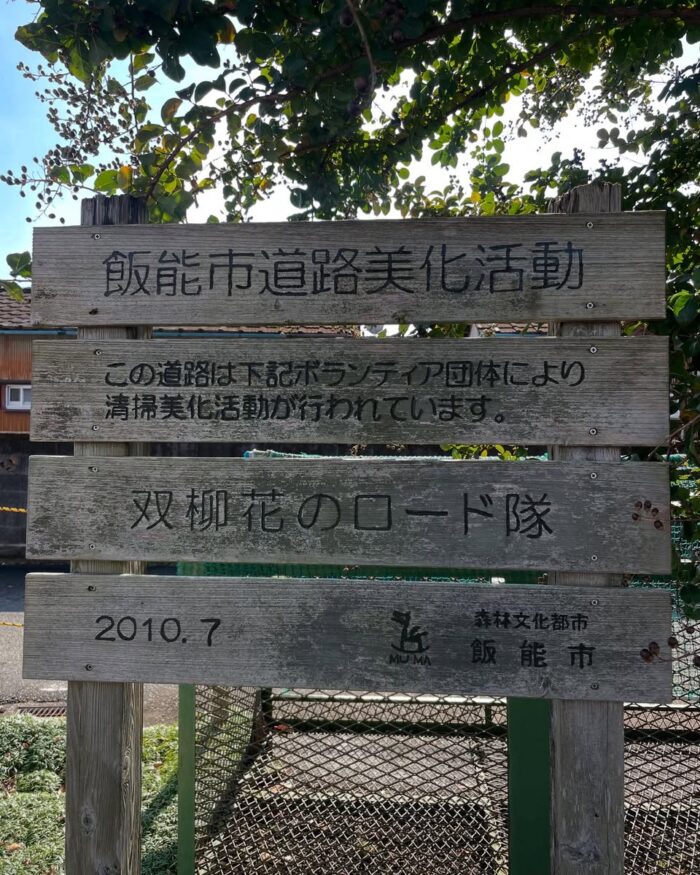 飯能市道路美化活動
この道路は下記ボランティア団体により
清掃美化活動が行われています。
双柳花のロード隊
2010.7
MU・MA
森林文化都市
飯能市